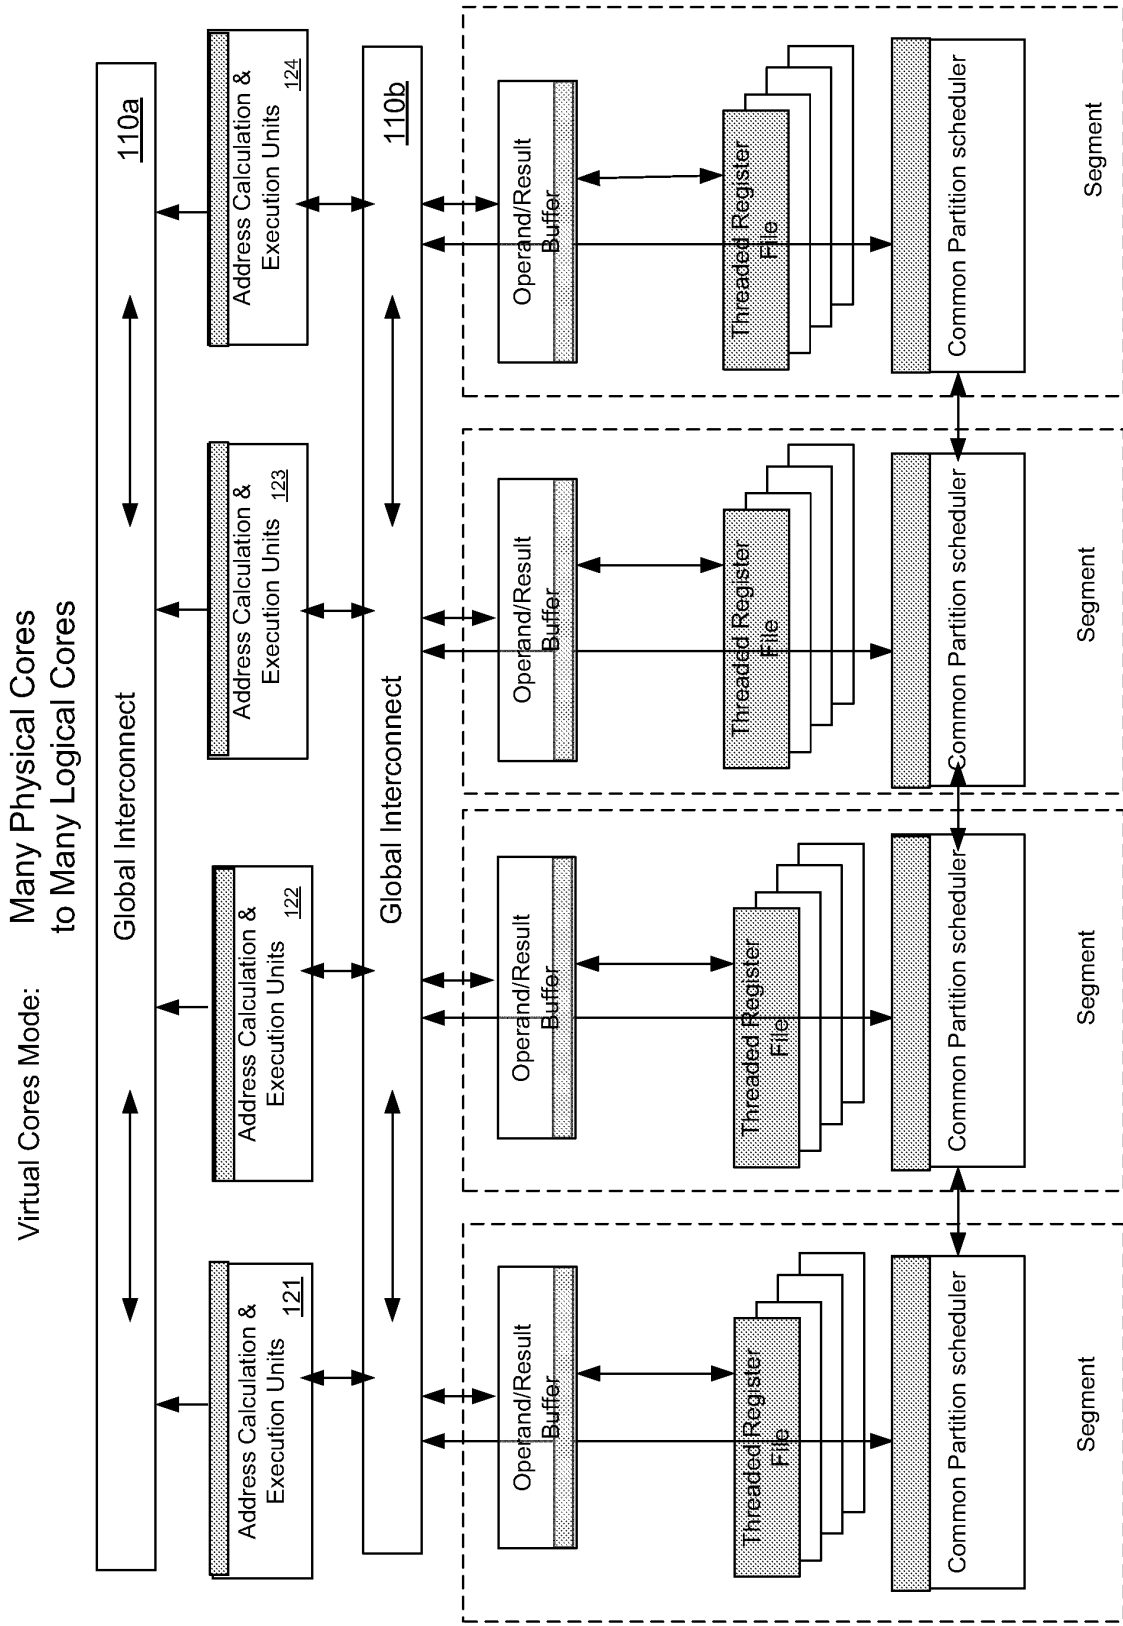 Virtual Cores Mode: Many Physical Cores
to Many Logical Cores
Global Interconnect 110a
Address Calculation &
Execution Units 121
Address Calculation &
Execution Units 122
Address Calculation &
Execution Units 123
Address Calculation &
Execution Units 124
Global Interconnect 110b
Operand/Result
Buffer
Operand/Result
Buffer
Operand/Result
Buffer
Operand/Result
Buffer
Threaded Register
File
Threaded Register
File
Threaded Register
File
Threaded Register
File
Common Partition scheduler
Common Partition scheduler
Common Partition scheduler
Common Partition scheduler
Segment
Segment
Segment
Segment